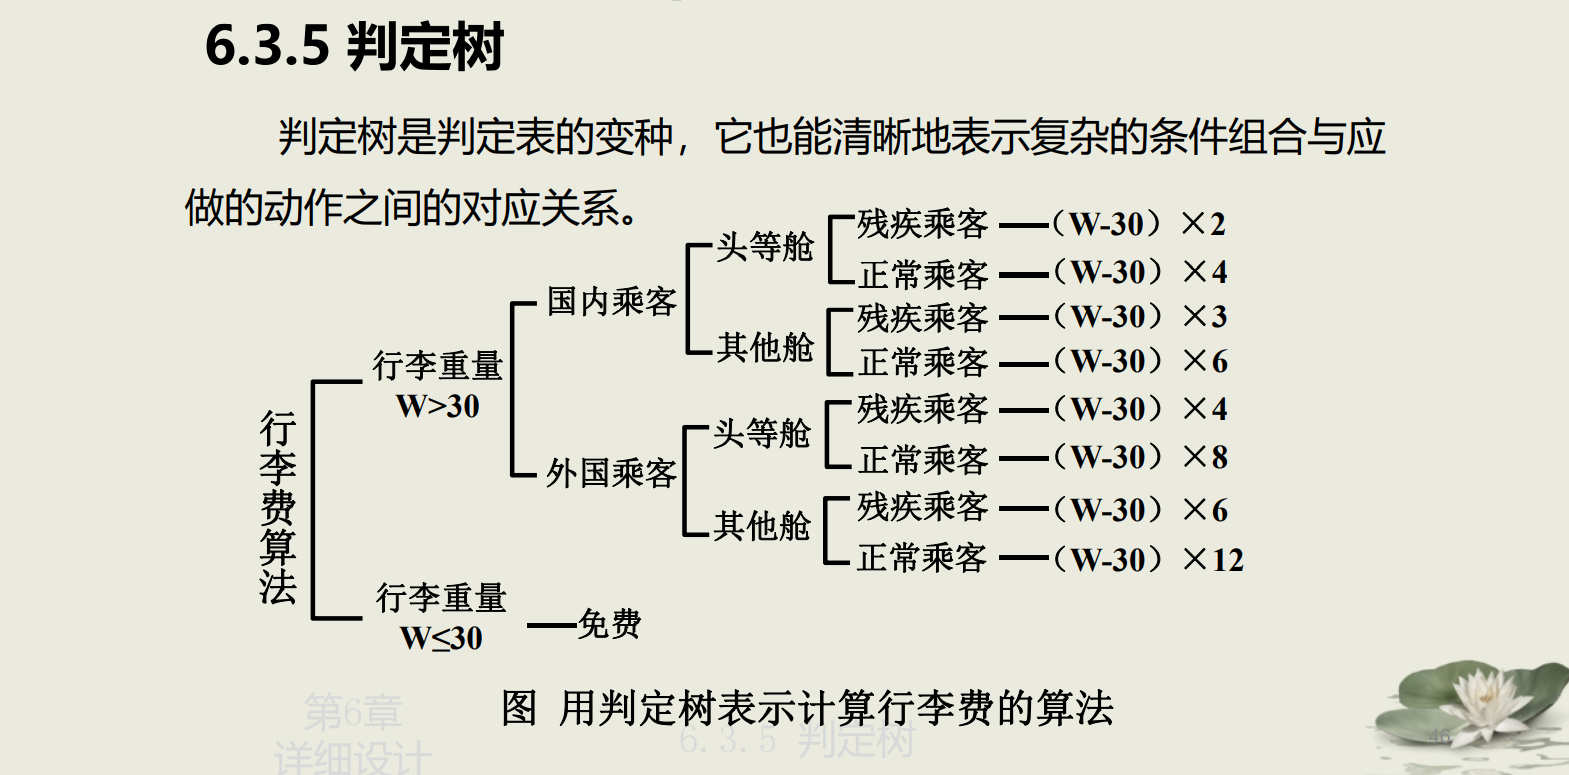 6.3.5 判定树
判定树是判定表的变种，它也能清晰地表示复杂的条件组合与应
做的动作之间的对应关系。
行李费算法
行李重量
W>30
国内乘客
头等舱
残疾乘客 （W-30）×2
正常乘客 （W-30）×4
其他舱
残疾乘客 （W-30）×3
正常乘客 （W-30）×6
外国乘客
头等舱
残疾乘客 （W-30）×4
正常乘客 （W-30）×8
其他舱
残疾乘客 （W-30）×6
正常乘客 （W-30）×12
行李重量
W≤30
免费
图 用判定树表示计算行李费的算法
第6章
详细设计
6.3.5 判定树
46